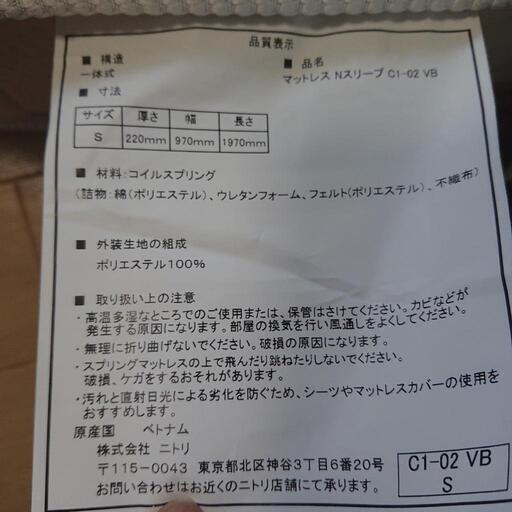 品質表示
■ 構造
一体式
■ 品名
マットレス Nスリープ C1-02 VB
■ 寸法
サイズ 厚さ 幅 長さ
S 220mm 970mm 1970mm
■ 材料:コイルスプリング
(詰物:綿(ポリエステル)、ウレタンフォーム、フェルト(ポリエステル)、不織布)
■ 外装生地の組成
ポリエステル100%
■ 取り扱い上の注意
・高温多湿なところでのご使用または、保管はさけてください。カビなどが
発生する原因になります。部屋の換気を行い風通しをよくしてください。
・無理に折り曲げないでください。破損の原因になります。
・スプリングマットレスの上で飛んだり跳ねたりしないでください。
破損、ケガをするおそれがあります。
・汚れと直射日光による劣化を防ぐため、シーツやマットレスカバーの使用を
おすすめします。
原産国 ベトナム
株式会社 ニトリ
〒115-0043 東京都北区神谷3丁目6番20号
お問い合わせはお近くのニトリ店舗にて承ります。
C1-02 VB
S